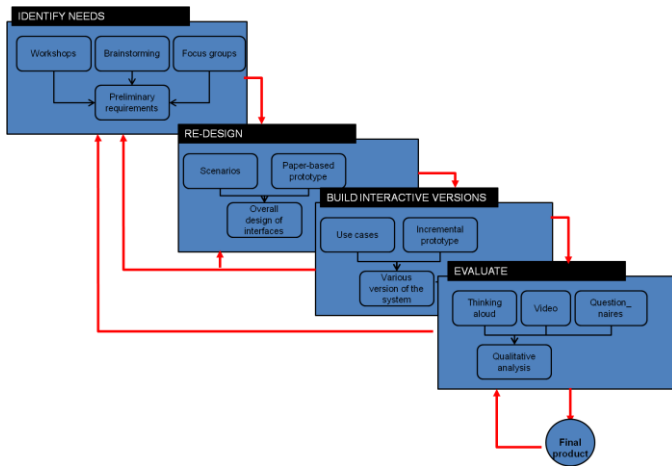 IDENTIFY NEEDS
Workshops
Brainstorming
Focus groups
Preliminary
requirements
RE-DESIGN
Scenarios
Paper-based
prototype
Overall
design of
interfaces
BUILD INTERACTIVE VERSIONS
Use cases
Incremental
prototype
Various
version of the
system
EVALUATE
Thinking
aloud
Video
Question_
naires
Qualitative
analysis
Final
product